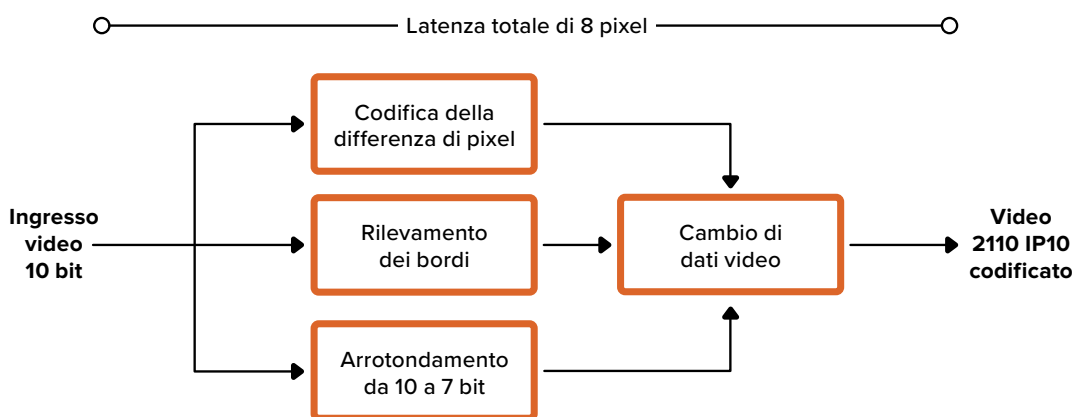 Latenza totale di 8 pixel
Codifica della
differenza di pixel
Ingresso
video
10 bit
Rilevamento
dei bordi
Cambio di
dati video
Video
2110 IP10
codificato
Arrotondamento
da 10 a 7 bit